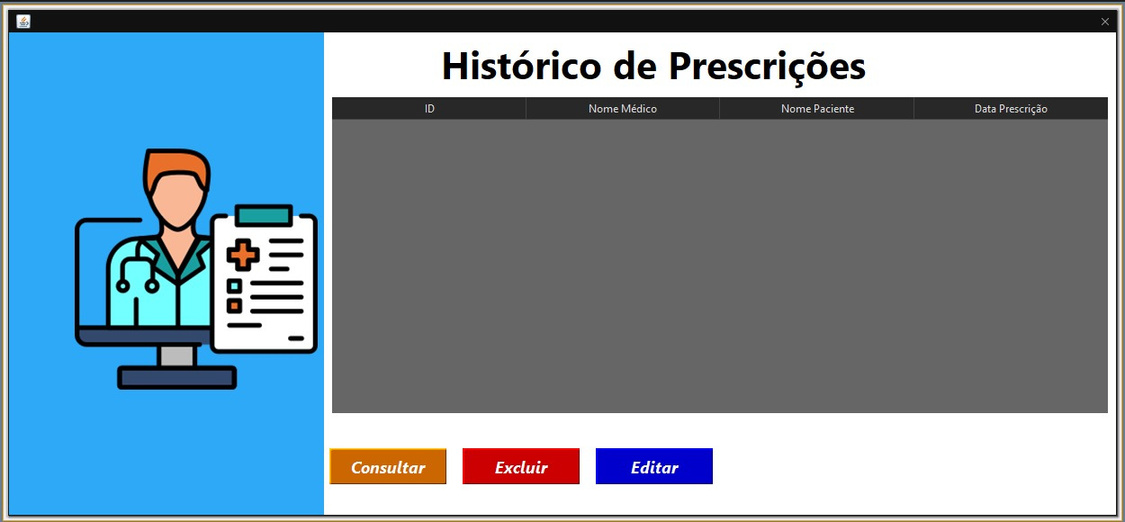 Histórico de Prescrições
ID Nome Médico Nome Paciente Data Prescrição
Consultar Excluir Editar